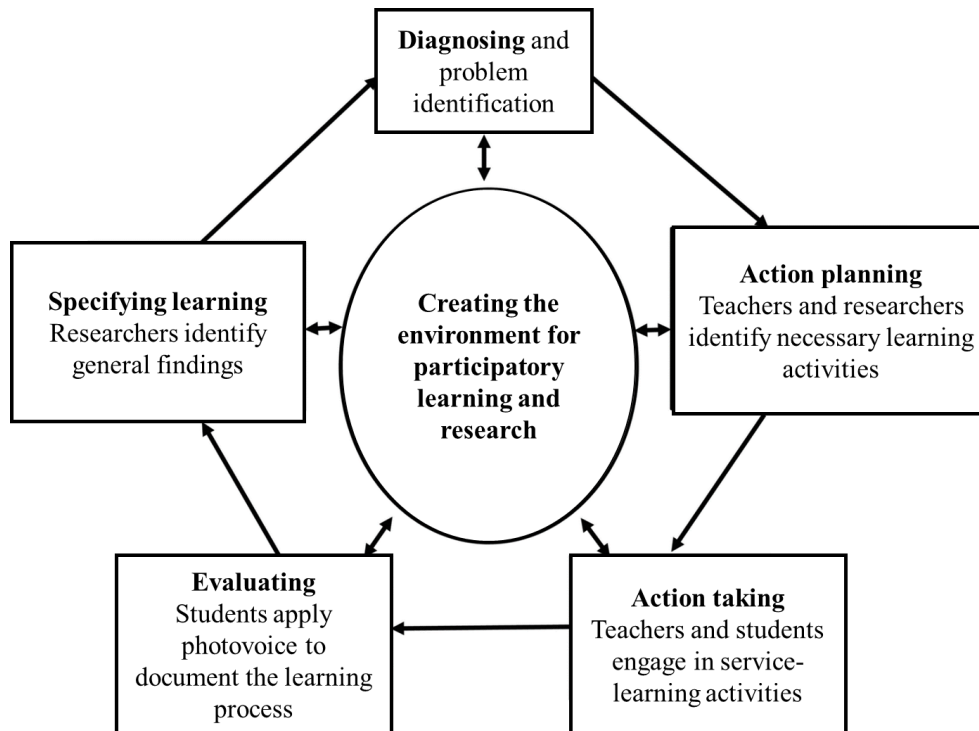 Diagnosing and
problem
identification
Action planning
Teachers and researchers
identify necessary learning
activities
Specifying learning
Researchers identify
general findings
Creating the
environment for
participatory
learning and
research
Evaluating
Students apply
photovoice to
document the learning
process
Action taking
Teachers and students
engage in service-
learning activities